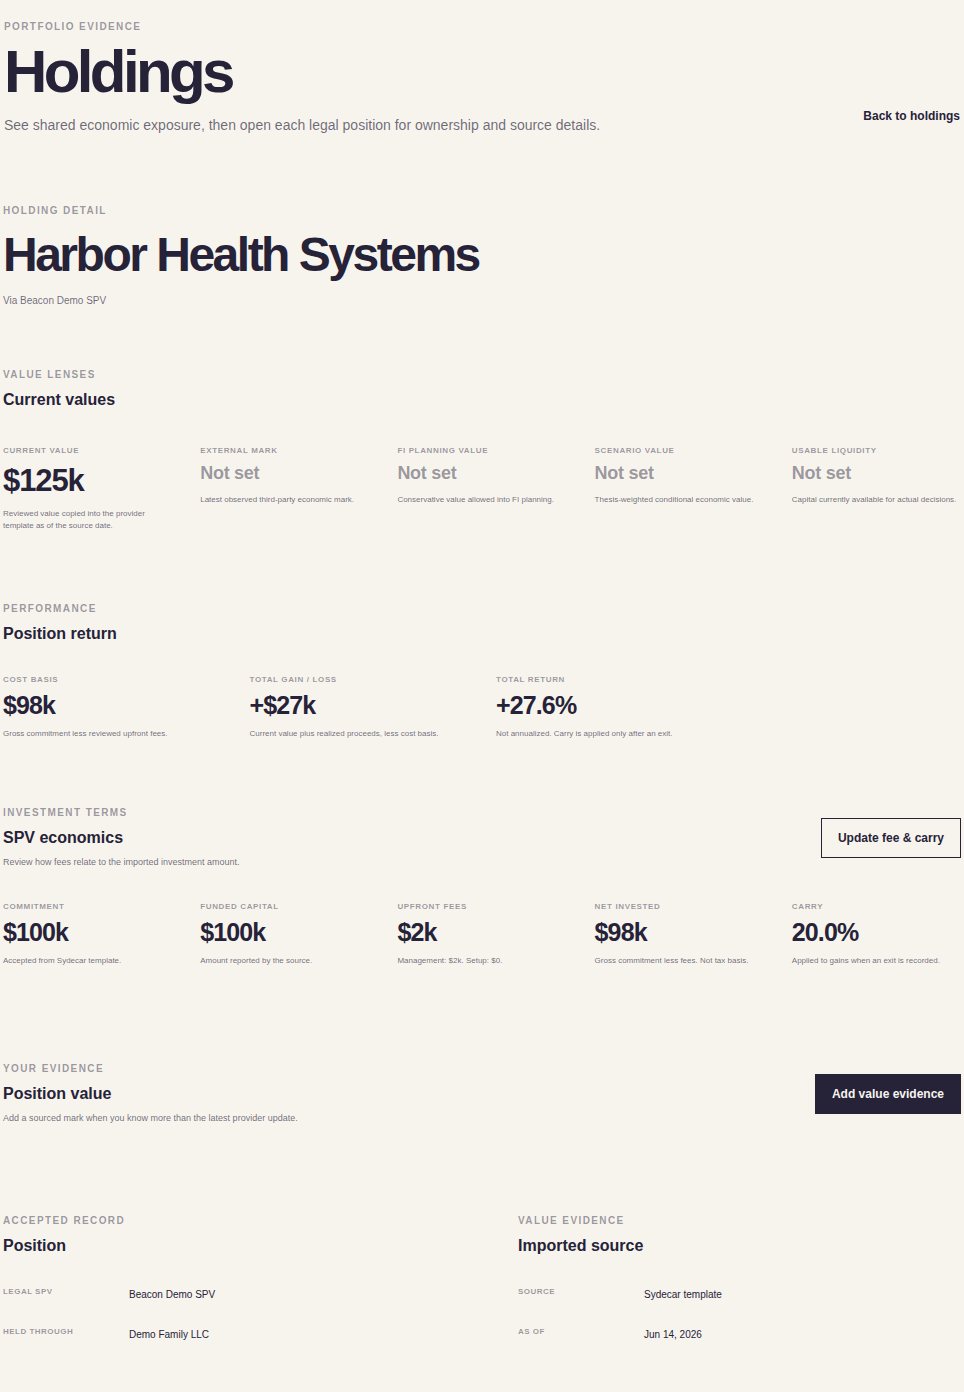 PORTFOLIO EVIDENCE
Holdings
See shared economic exposure, then open each legal position for ownership and source details.
Back to holdings
HOLDING DETAIL
Harbor Health Systems
Via Beacon Demo SPV
VALUE LENSES
Current values
CURRENT VALUE
$125k
Reviewed value copied into the provider
template as of the source date.
EXTERNAL MARK
Not set
Latest observed third-party economic mark.
FI PLANNING VALUE
Not set
Conservative value allowed into FI planning.
SCENARIO VALUE
Not set
Thesis-weighted conditional economic value.
USABLE LIQUIDITY
Not set
Capital currently available for actual decisions.
PERFORMANCE
Position return
COST BASIS
$98k
Gross commitment less reviewed upfront fees.
TOTAL GAIN / LOSS
+$27k
Current value plus realized proceeds, less cost basis.
TOTAL RETURN
+27.6%
Not annualized. Carry is applied only after an exit.
INVESTMENT TERMS
SPV economics
Review how fees relate to the imported investment amount.
Update fee & carry
COMMITMENT
$100k
Accepted from Sydecar template.
FUNDED CAPITAL
$100k
Amount reported by the source.
UPFRONT FEES
$2k
Management: $2k. Setup: $0.
NET INVESTED
$98k
Gross commitment less fees. Not tax basis.
CARRY
20.0%
Applied to gains when an exit is recorded.
YOUR EVIDENCE
Position value
Add a sourced mark when you know more than the latest provider update.
Add value evidence
ACCEPTED RECORD
Position
LEGAL SPV
Beacon Demo SPV
HELD THROUGH
Demo Family LLC
VALUE EVIDENCE
Imported source
SOURCE
Sydecar template
AS OF
Jun 14, 2026